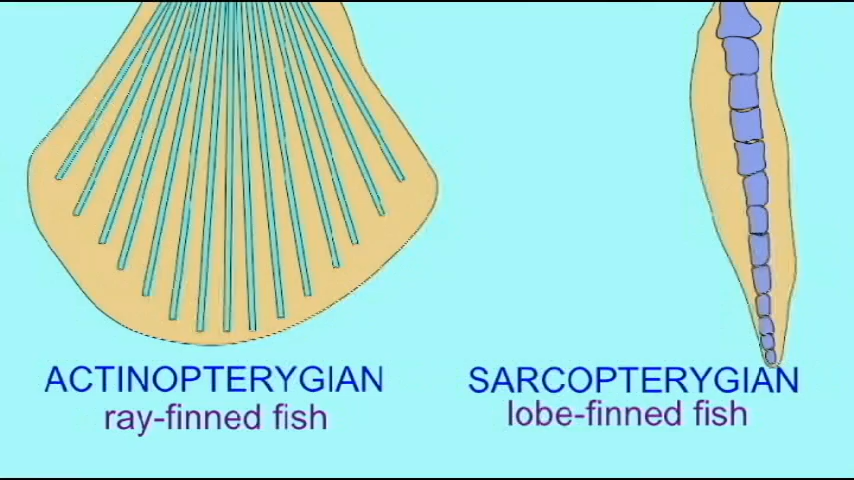 ACTINOPTERYGIAN
ray-finned fish
SARCOPTERYGIAN
lobe-finned fish